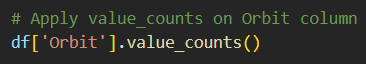 # Apply value_counts on Orbit column
df['Orbit'].value_counts()